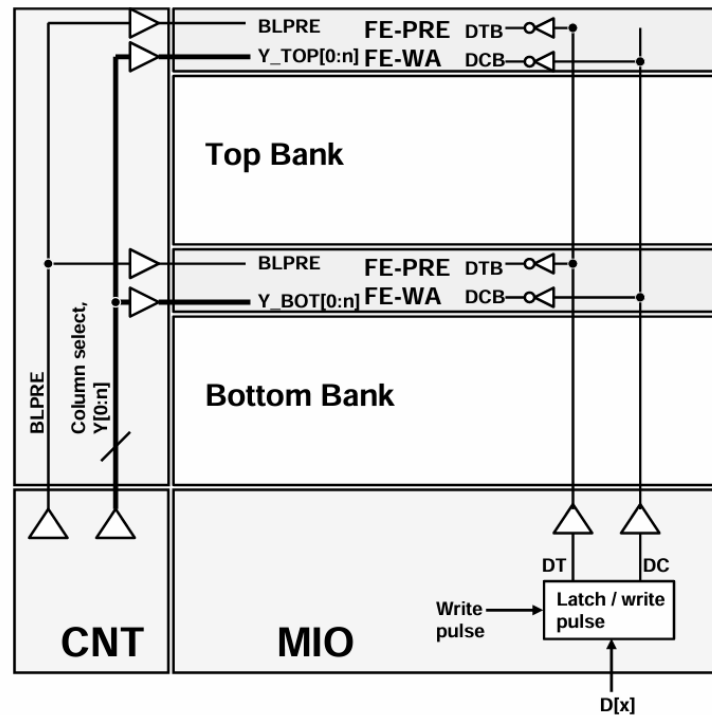 BLPRE FE-PRE DTB
Y_TOP[0:n] FE-WA DCB
Top Bank
BLPRE FE-PRE DTB
Y_BOT[0:n] FE-WA DCB
BLPRE
Column select,
Y[0:n]
Bottom Bank
DT DC
Write
pulse
Latch / write
pulse
CNT MIO
D[x]